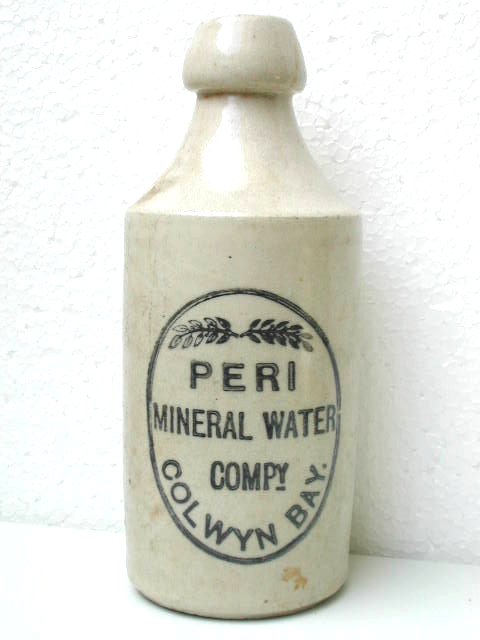 PERI
MINERAL WATER
COMPY
COLWYN BAY.